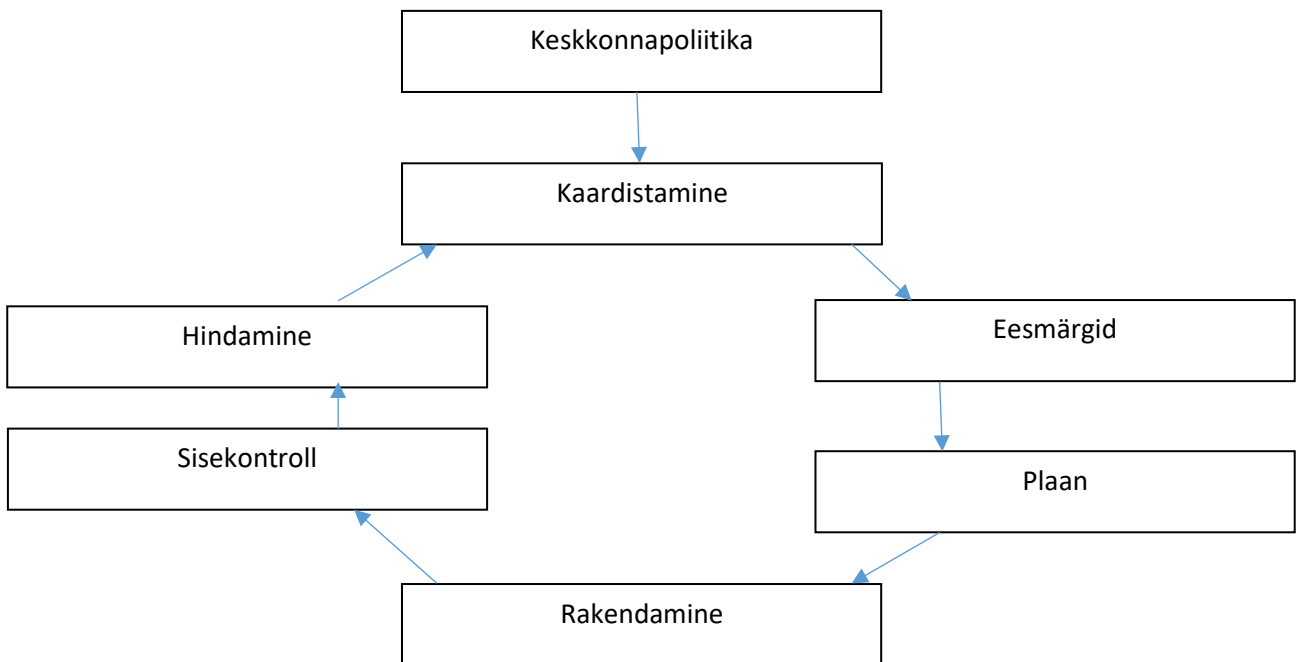 Keskkonnapoliitika
Kaardistamine
Hindamine
Eesmärgid
Sisekontroll
Plaan
Rakendamine